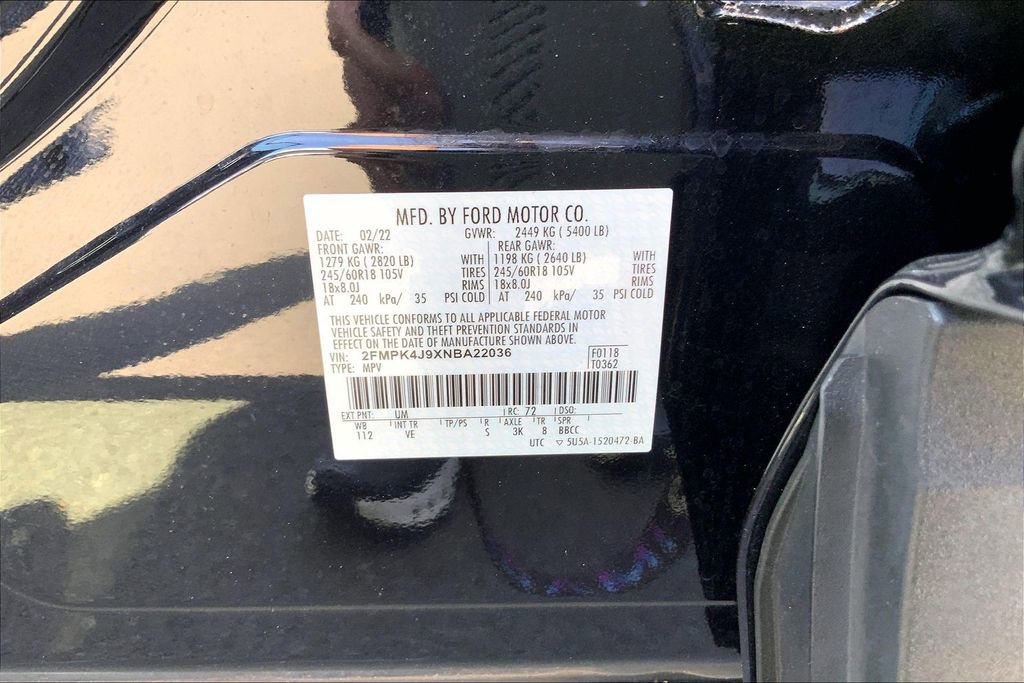 MFD. BY FORD MOTOR CO.
DATE: 02/22 GVWR: 2449 KG ( 5400 LB)
FRONT GAWR: REAR GAWR:
1279 KG ( 2820 LB) WITH 1198 KG ( 2640 LB) WITH
245/60R18 105V TIRES 245/60R18 105V TIRES
18x8.0J RIMS 18x8.0J RIMS
AT 240 kPa/ 35 PSI COLD AT 240 kPa/ 35 PSI COLD
THIS VEHICLE CONFORMS TO ALL APPLICABLE FEDERAL MOTOR
VEHICLE SAFETY AND THEFT PREVENTION STANDARDS IN
EFFECT ON THE DATE OF MANUFACTURE SHOWN ABOVE.
VIN: 2FMPK4J9XNBA22036 F0118
TYPE: MPV T0362
EXT PNT: UM RC: 72 DSO:
WB INT TR TP/PS R AXLE TR SPR
112 VE S 3K 8 BBCC
UTC ▽ 5U5A-1520472-BA